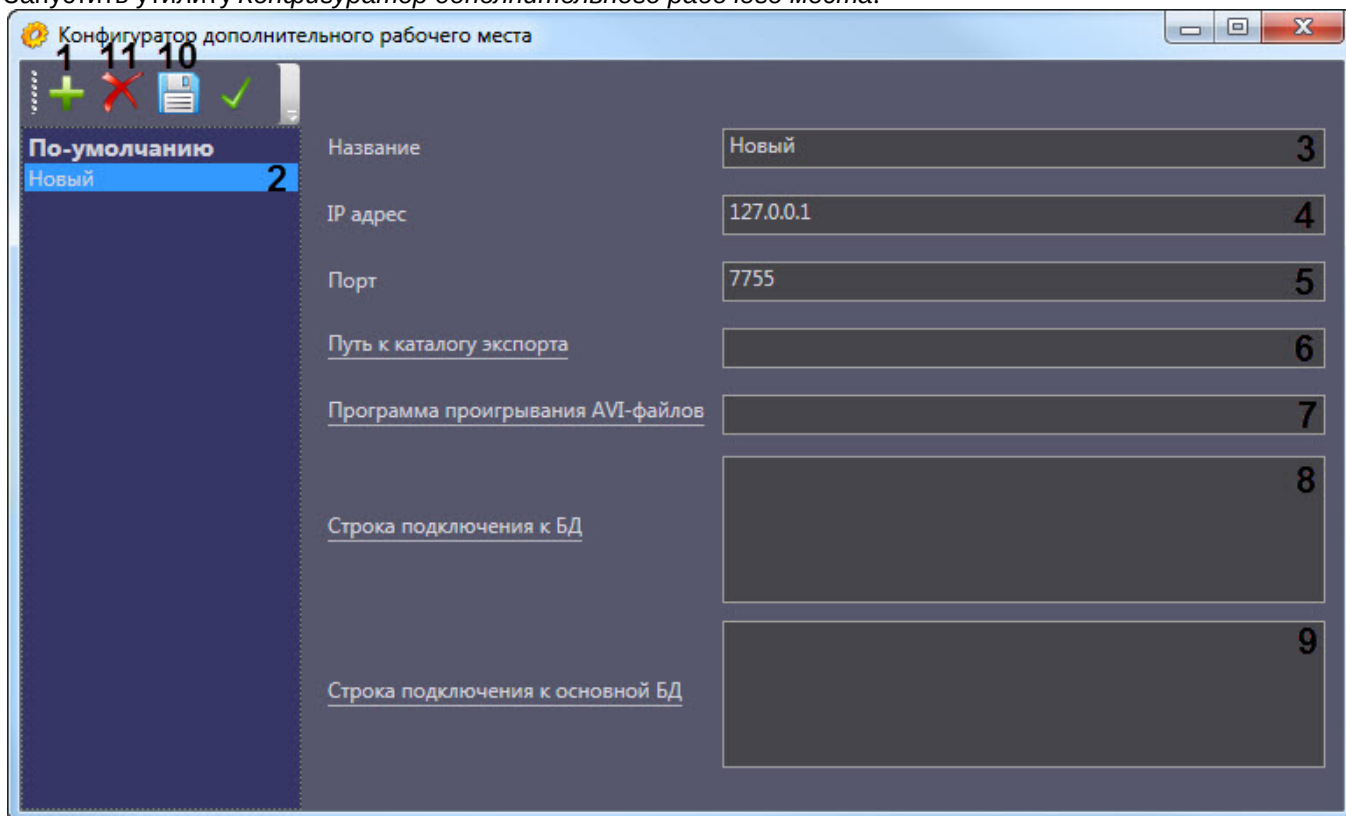 Запустить утилиту Конфигуратор дополнительного рабочего места.
Конфигуратор дополнительного рабочего места
1 11 10
По-умолчанию
Новый 2
Название Новый 3
IP адрес 127.0.0.1 4
Порт 7755 5
Путь к каталогу экспорта 6
Программа проигрывания AVI-файлов 7
Строка подключения к БД 8
Строка подключения к основной БД 9